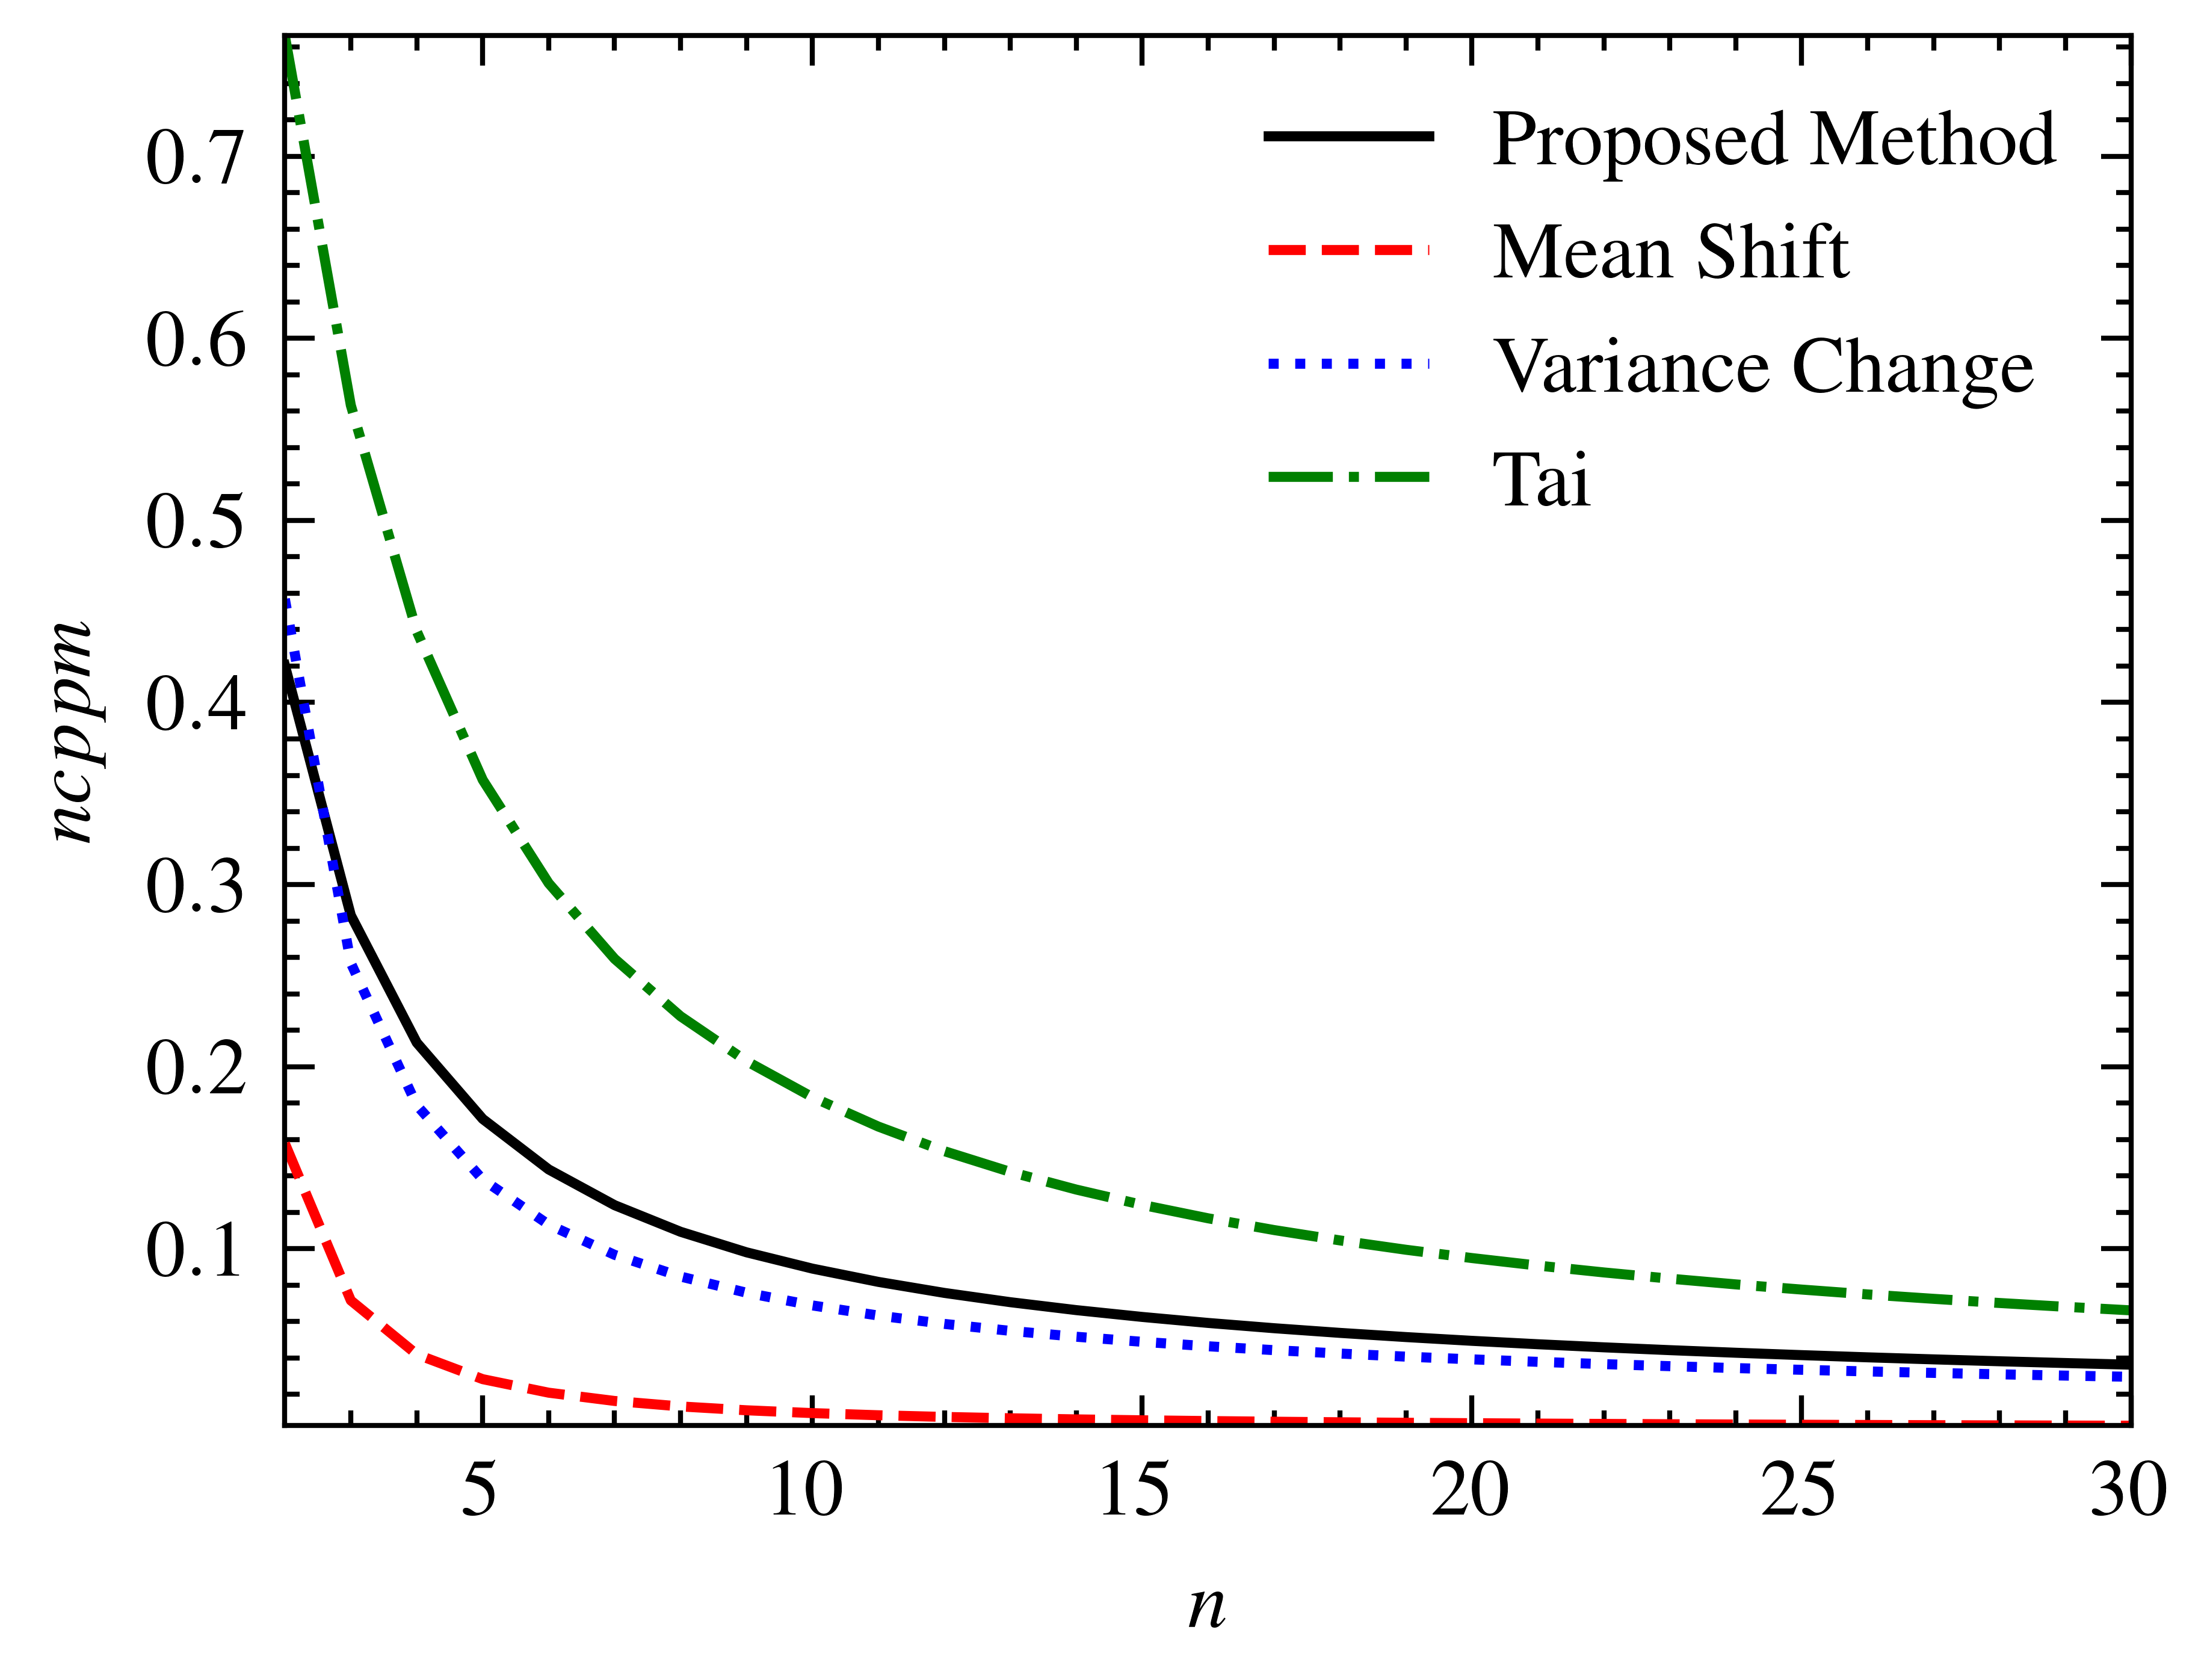 Proposed Method
Mean Shift
Variance Change
Tai
0.7
0.6
0.5
0.4
0.3
0.2
0.1
ncppm
5 10 15 20 25 30
n